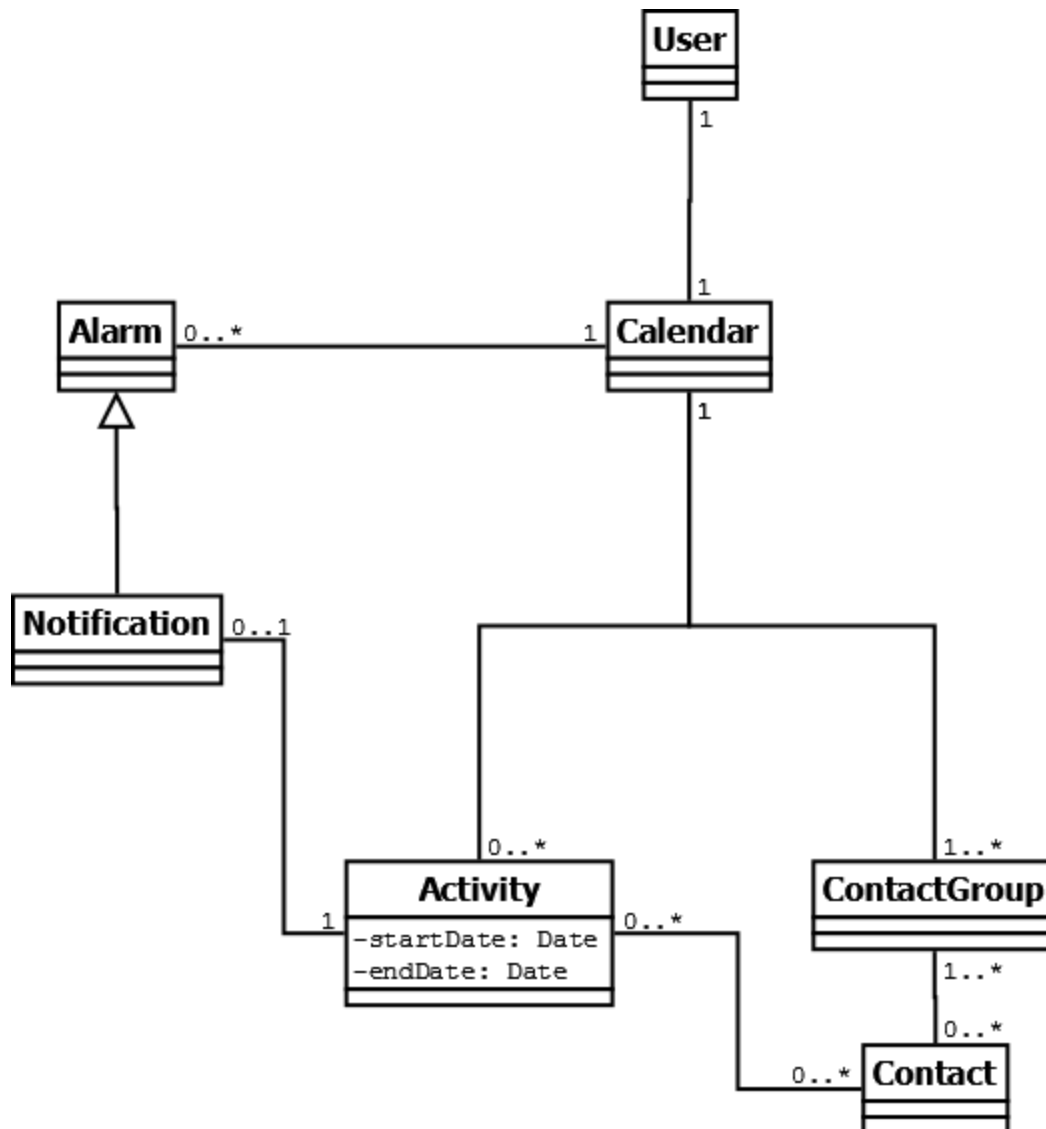 User
1
1
Alarm
0..*
1
Calendar
1
Notification
0..1
0..*
1..*
Activity
ContactGroup
1
-startDate: Date
-endDate: Date
0..*
1..*
0..*
0..*
Contact